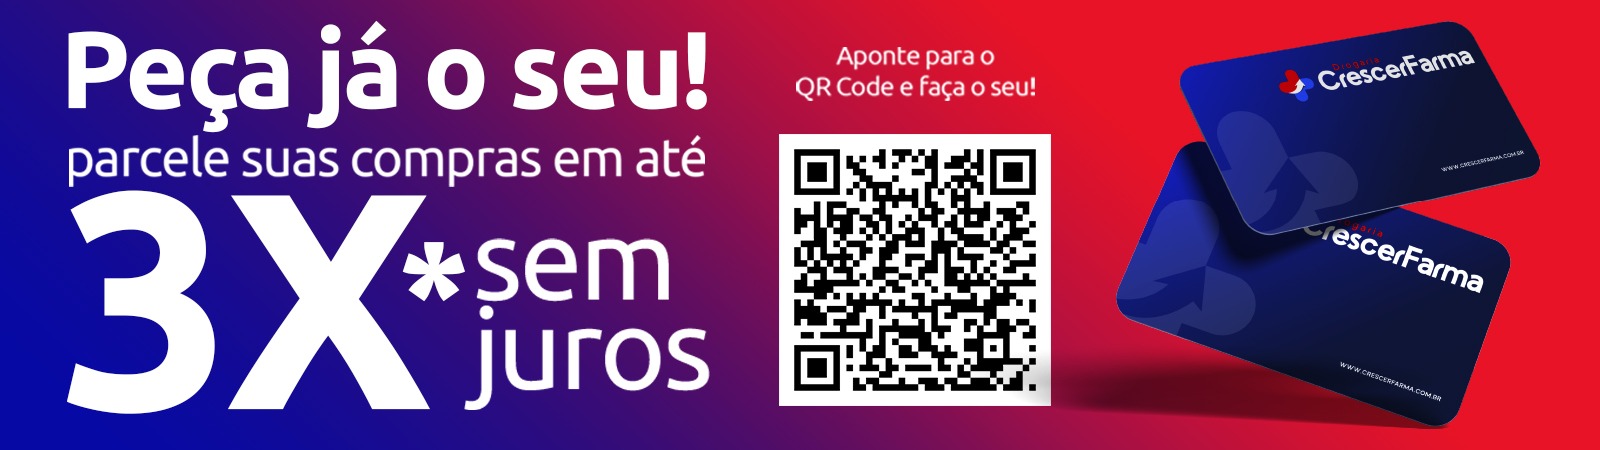 Peça já o seu!
parcele suas compras em até
3X*sem
juros
Aponte para o
QR Code e faça o seu!
Drogaria
CrescerFarma
WWW.CRESCERFARMA.COM.BR
CrescerFarma
WWW.CRESCERFARMA.COM.BR